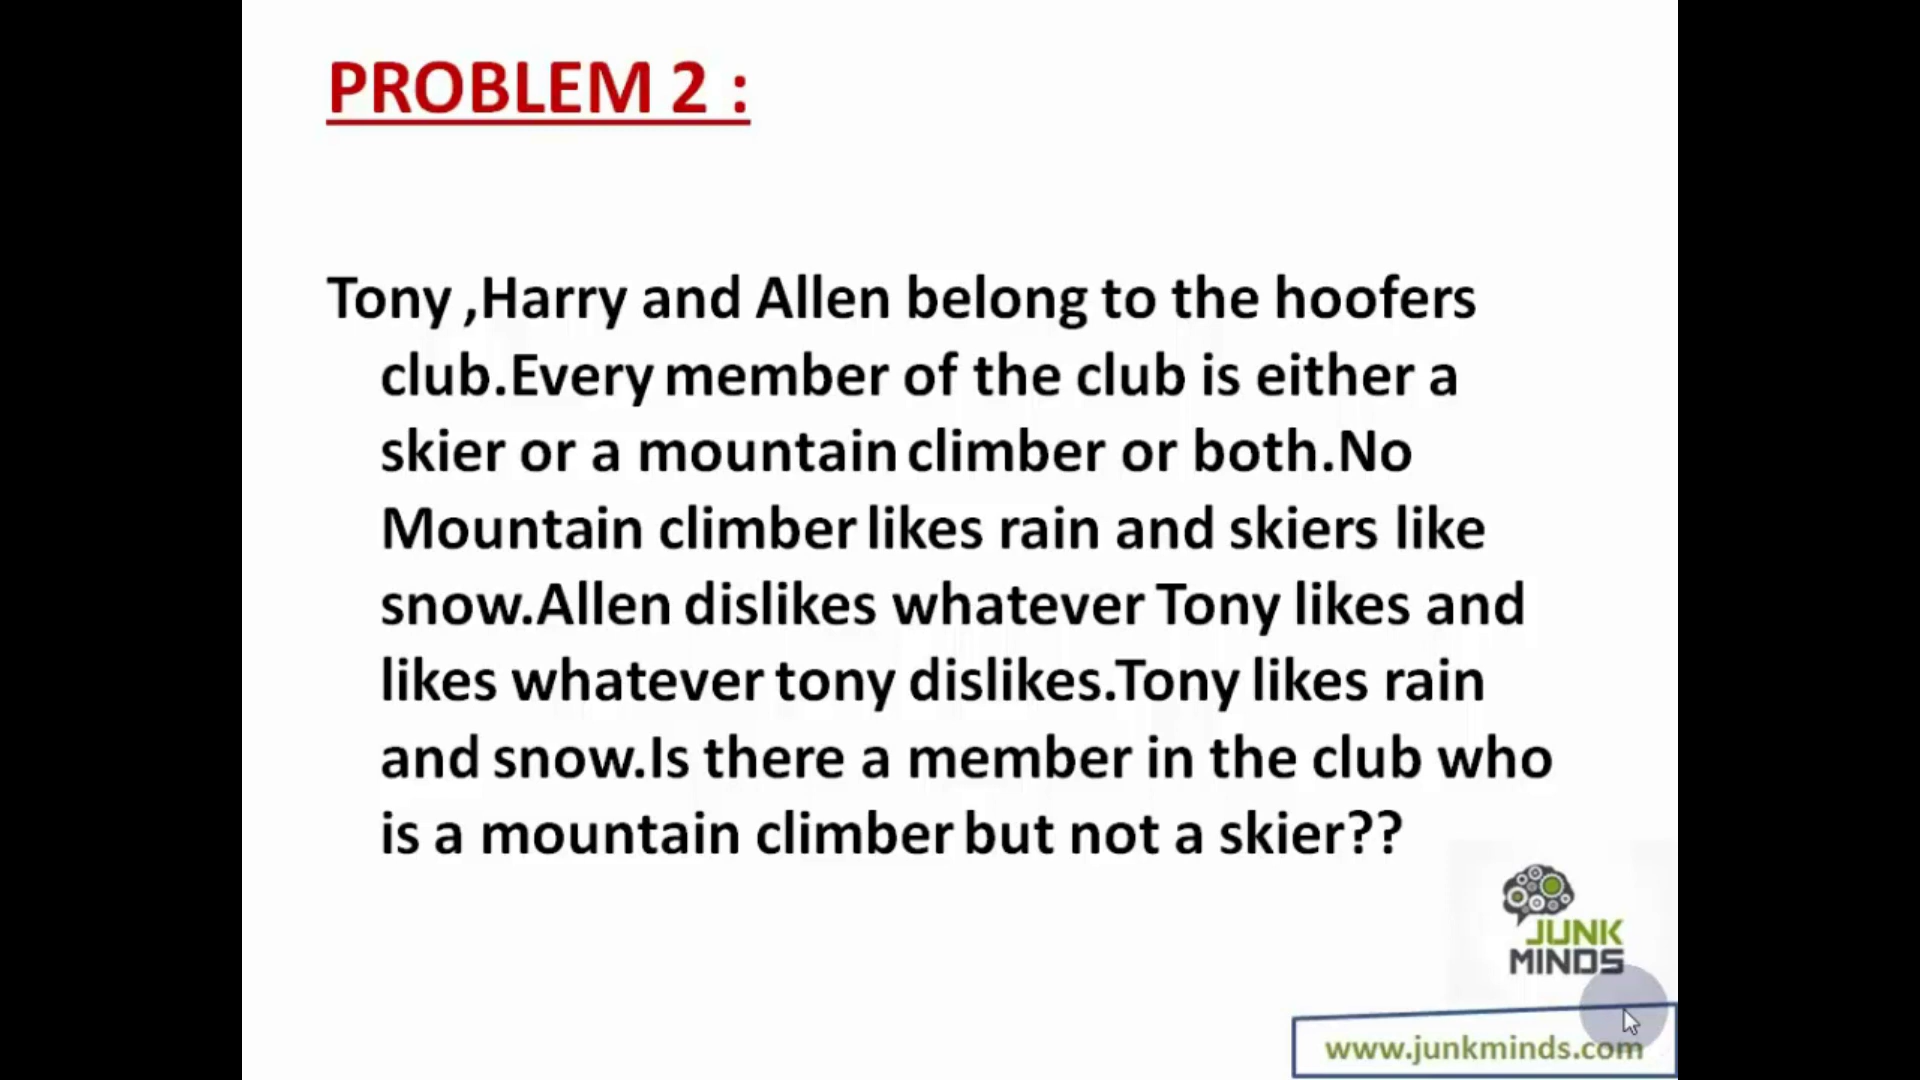 PROBLEM 2 :
Tony ,Harry and Allen belong to the hoofers
club.Every member of the club is either a
skier or a mountain climber or both.No
Mountain climber likes rain and skiers like
snow.Allen dislikes whatever Tony likes and
likes whatever tony dislikes.Tony likes rain
and snow.Is there a member in the club who
is a mountain climber but not a skier??
JUNK
MINDS
www.junkminds.com